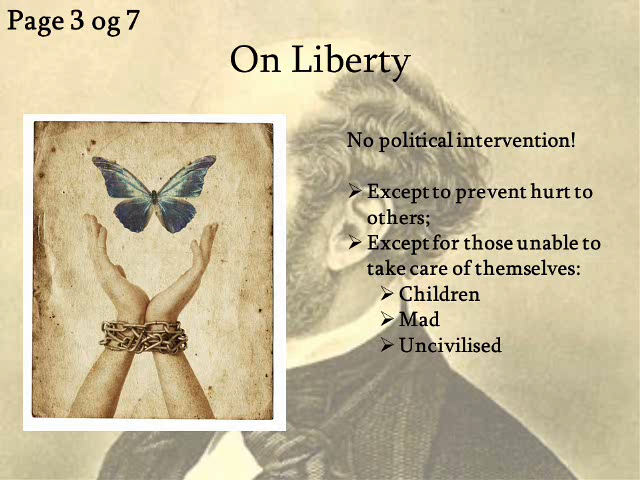 Page 3 og 7
On Liberty
No political intervention!
➢ Except to prevent hurt to
others;
➢ Except for those unable to
take care of themselves:
➢ Children
➢ Mad
➢ Uncivilised